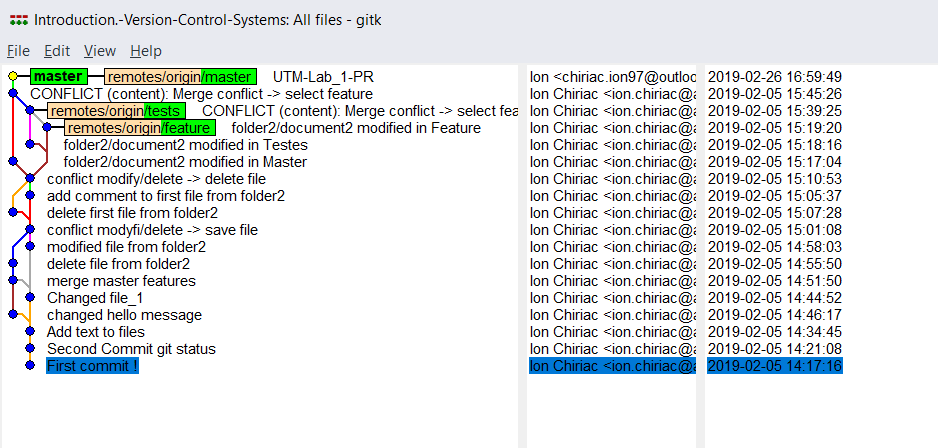 Introduction.-Version-Control-Systems: All files - gitk
File Edit View Help
master remotes/origin/master UTM-Lab_1-PR Ion <chiriac.ion97@outloo 2019-02-26 16:59:49
CONFLICT (content): Merge conflict -> select feature Ion Chiriac <ion.chiriac@a 2019-02-05 15:45:26
remotes/origin/tests CONFLICT (content): Merge conflict -> select fea Ion Chiriac <ion.chiriac@a 2019-02-05 15:39:25
remotes/origin/feature folder2/document2 modified in Feature Ion Chiriac <ion.chiriac@a 2019-02-05 15:19:20
folder2/document2 modified in Testes Ion Chiriac <ion.chiriac@a 2019-02-05 15:18:16
folder2/document2 modified in Master Ion Chiriac <ion.chiriac@a 2019-02-05 15:17:04
conflict modify/delete -> delete file Ion Chiriac <ion.chiriac@a 2019-02-05 15:10:53
add comment to first file from folder2 Ion Chiriac <ion.chiriac@a 2019-02-05 15:05:37
delete first file from folder2 Ion Chiriac <ion.chiriac@a 2019-02-05 15:07:28
conflict modyfi/delete -> save file Ion Chiriac <ion.chiriac@a 2019-02-05 15:01:08
modified file from folder2 Ion Chiriac <ion.chiriac@a 2019-02-05 14:58:03
delete file from folder2 Ion Chiriac <ion.chiriac@a 2019-02-05 14:55:50
merge master features Ion Chiriac <ion.chiriac@a 2019-02-05 14:51:50
Changed file_1 Ion Chiriac <ion.chiriac@a 2019-02-05 14:44:52
changed hello message Ion Chiriac <ion.chiriac@a 2019-02-05 14:46:17
Add text to files Ion Chiriac <ion.chiriac@a 2019-02-05 14:34:45
Second Commit git status Ion Chiriac <ion.chiriac@a 2019-02-05 14:21:08
First commit ! Ion Chiriac <ion.chiriac@a 2019-02-05 14:17:16